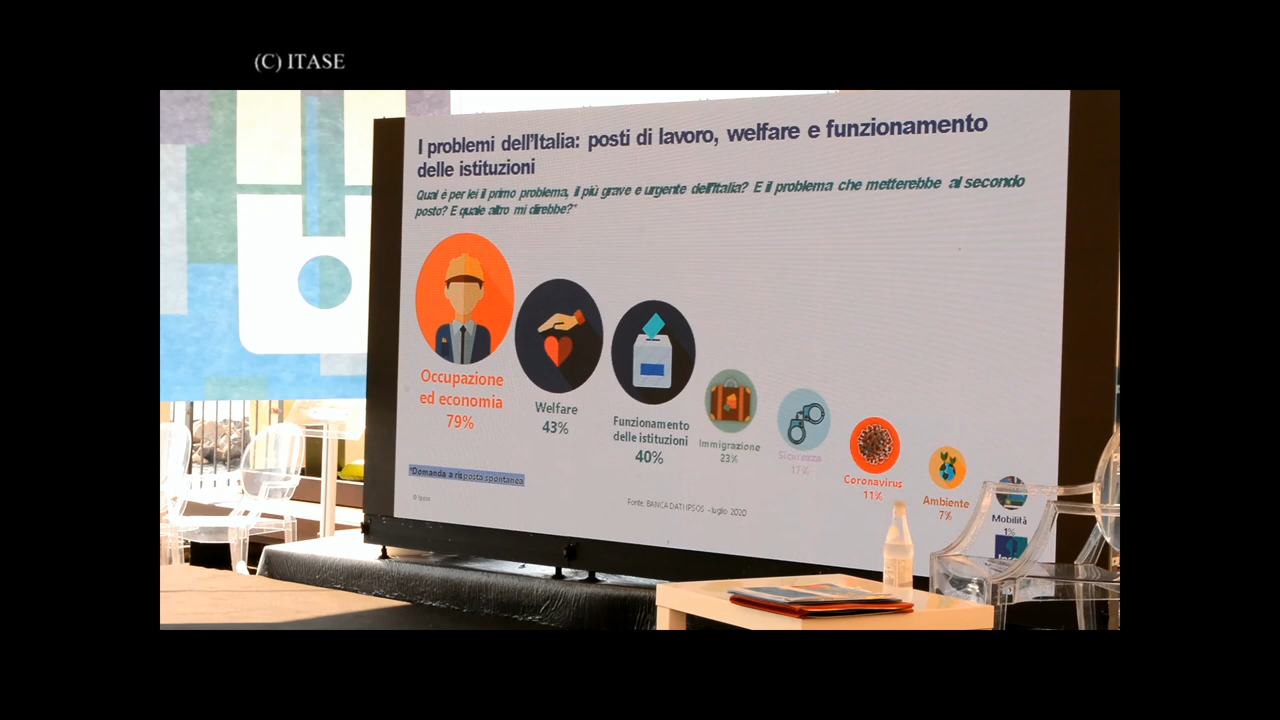 (C) ITASE
I problemi dell'Italia: posti di lavoro, welfare e funzionamento
delle istituzioni
Qual è per lei il primo problema, il più grave e urgente dell'Italia? E il problema che metterebbe al secondo
posto? E quale altro mi direbbe?*
Occupazione
ed economia
79%
Welfare
43%
Funzionamento
delle istituzioni
40%
Immigrazione
23%
Sicurezza
17%
Coronavirus
11%
Ambiente
7%
Mobilità
1%
*Domanda a risposta spontanea
© Ipsos
Fonte: BANCA DATI IPSOS - luglio 2020